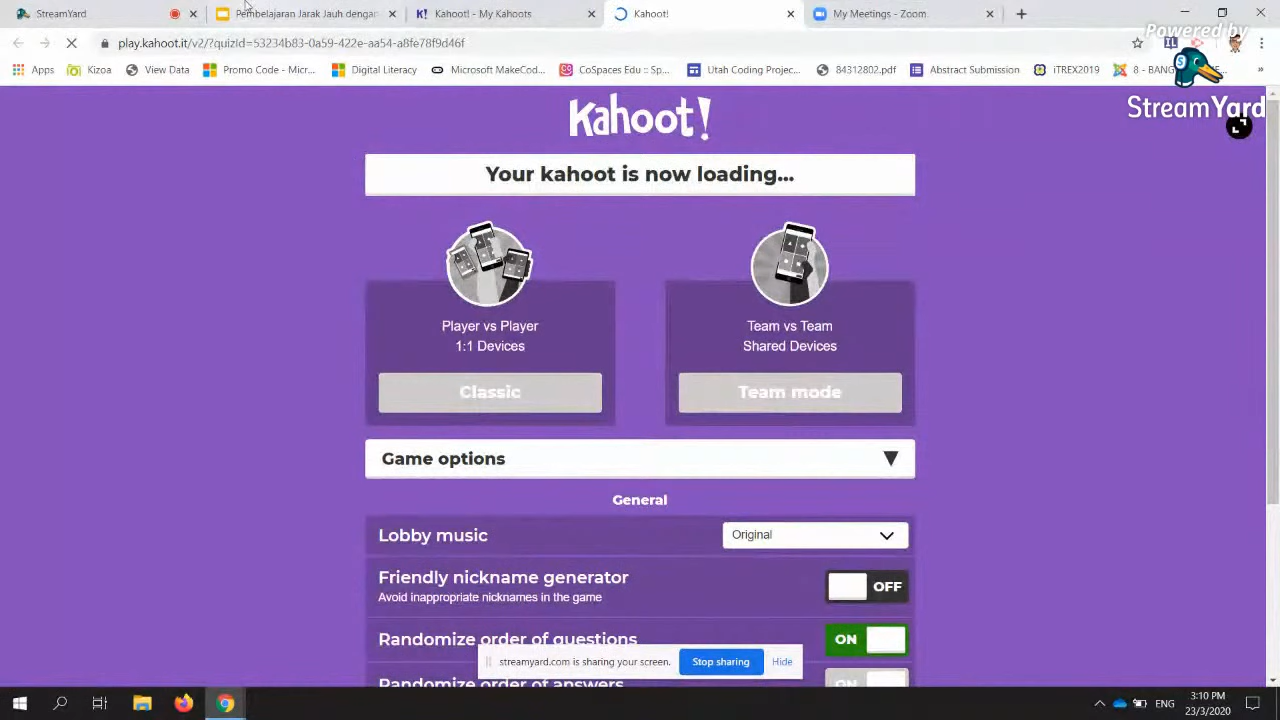 StreamYard
Pembelajaran Jarak Jauh dengan
Kahoot! - My Kahoots
Kahoot!
My Meetings - Zoom
Powered by
play.kahoot.it/v2/?quizId=53234b83-0a59-422e-aa54-a8fe78f9d46f
Apps
Kizoa
View Data
Promo Code - Micr...
Digital Literacy
Microsoft MakeCod...
CoSpaces Edu :: Sp...
Utah Coding Projec...
84312802.pdf
Abstract Submission
iTREX2019
StreamYard
Kahoot!
Your kahoot is now loading...
Player vs Player
1:1 Devices
Classic
Team vs Team
Shared Devices
Team mode
Game options
General
Lobby music
Original
Friendly nickname generator
Avoid inappropriate nicknames in the game
OFF
Randomize order of questions
ON
streamyard.com is sharing your screen.
Stop sharing
Hide
Randomize order of answers
ON
ENG
3:10 PM
23/3/2020